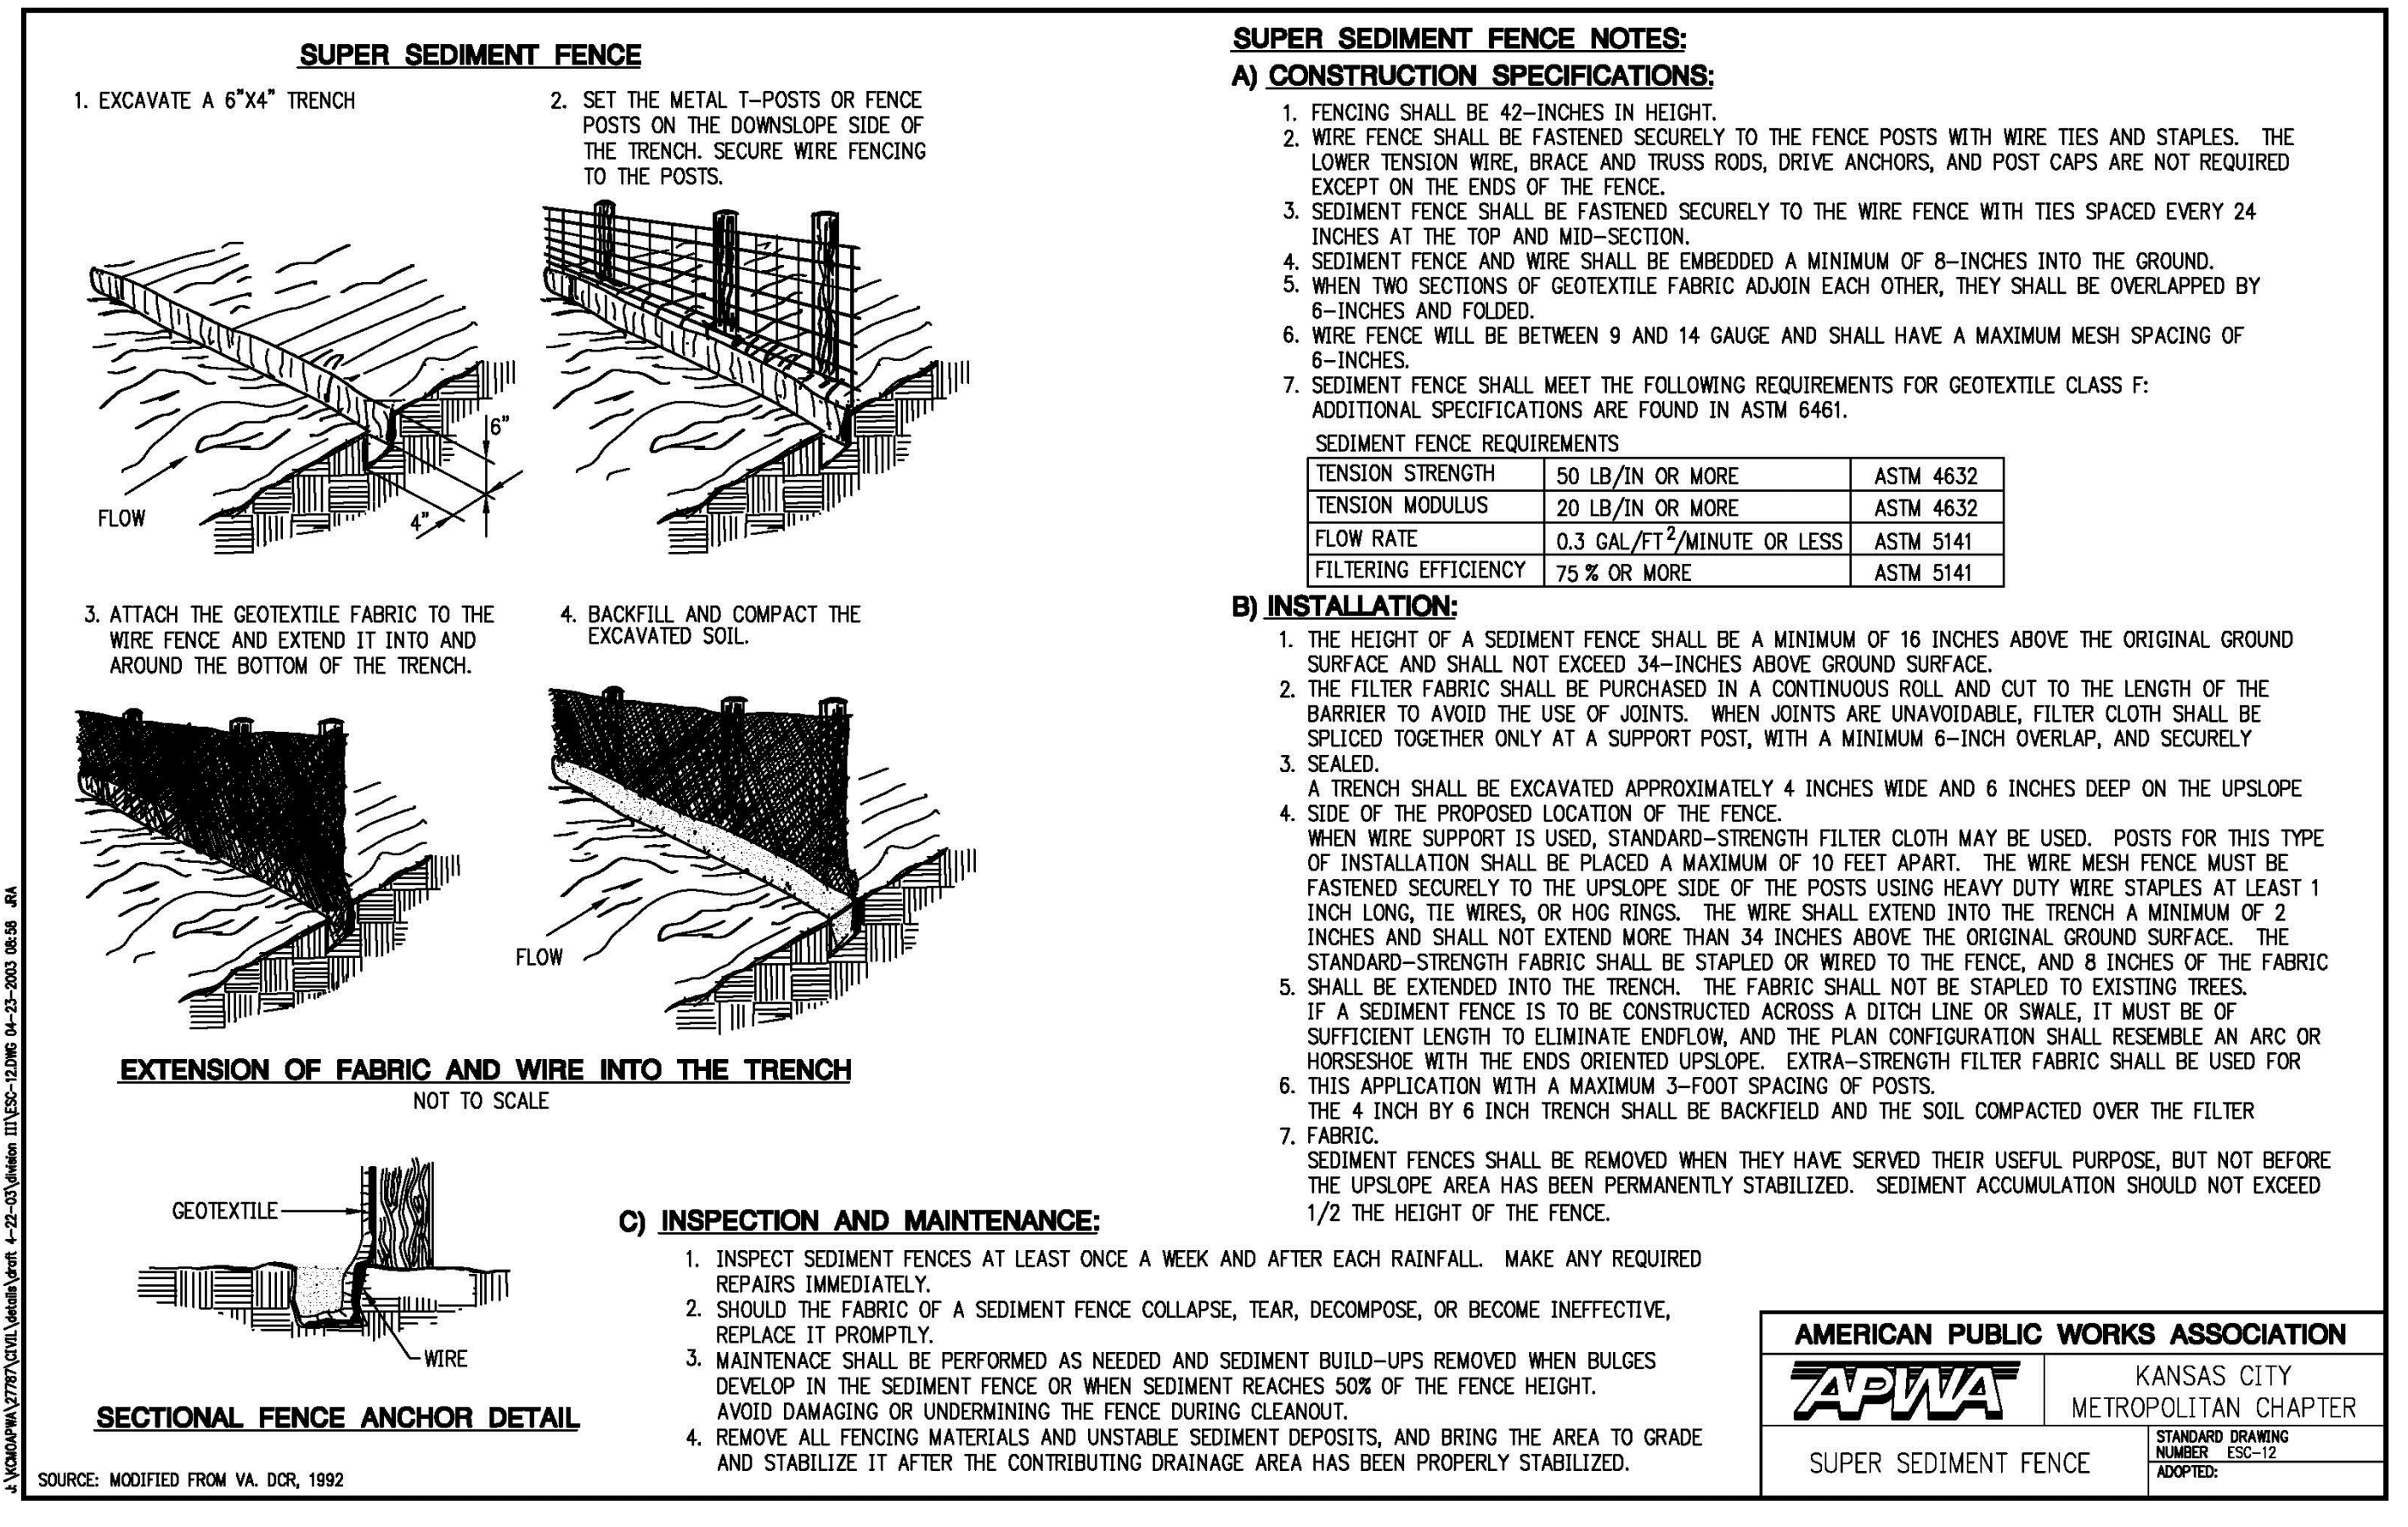 SUPER SEDIMENT FENCE
1. EXCAVATE A 6"X4" TRENCH
2. SET THE METAL T-POSTS OR FENCE
POSTS ON THE DOWNSLOPE SIDE OF
THE TRENCH. SECURE WIRE FENCING
TO THE POSTS.
6"
4"
FLOW
3. ATTACH THE GEOTEXTILE FABRIC TO THE
WIRE FENCE AND EXTEND IT INTO AND
AROUND THE BOTTOM OF THE TRENCH.
4. BACKFILL AND COMPACT THE
EXCAVATED SOIL.
FLOW
EXTENSION OF FABRIC AND WIRE INTO THE TRENCH
NOT TO SCALE
GEOTEXTILE
WIRE
SECTIONAL FENCE ANCHOR DETAIL
SOURCE: MODIFIED FROM VA. DCR, 1992
J:\KCMOAPWA\27787\CIVIL\details\draft 4-22-03\division III\ESC-12.DWG 04-23-2003 08:58 JRA
SUPER SEDIMENT FENCE NOTES:
A) CONSTRUCTION SPECIFICATIONS:
1. FENCING SHALL BE 42-INCHES IN HEIGHT.
2. WIRE FENCE SHALL BE FASTENED SECURELY TO THE FENCE POSTS WITH WIRE TIES AND STAPLES. THE
LOWER TENSION WIRE, BRACE AND TRUSS RODS, DRIVE ANCHORS, AND POST CAPS ARE NOT REQUIRED
EXCEPT ON THE ENDS OF THE FENCE.
3. SEDIMENT FENCE SHALL BE FASTENED SECURELY TO THE WIRE FENCE WITH TIES SPACED EVERY 24
INCHES AT THE TOP AND MID-SECTION.
4. SEDIMENT FENCE AND WIRE SHALL BE EMBEDDED A MINIMUM OF 8-INCHES INTO THE GROUND.
5. WHEN TWO SECTIONS OF GEOTEXTILE FABRIC ADJOIN EACH OTHER, THEY SHALL BE OVERLAPPED BY
6-INCHES AND FOLDED.
6. WIRE FENCE WILL BE BETWEEN 9 AND 14 GAUGE AND SHALL HAVE A MAXIMUM MESH SPACING OF
6-INCHES.
7. SEDIMENT FENCE SHALL MEET THE FOLLOWING REQUIREMENTS FOR GEOTEXTILE CLASS F:
ADDITIONAL SPECIFICATIONS ARE FOUND IN ASTM 6461.
SEDIMENT FENCE REQUIREMENTS
TENSION STRENGTH 50 LB/IN OR MORE ASTM 4632
TENSION MODULUS 20 LB/IN OR MORE ASTM 4632
FLOW RATE 0.3 GAL/FT²/MINUTE OR LESS ASTM 5141
FILTERING EFFICIENCY 75 % OR MORE ASTM 5141
B) INSTALLATION:
1. THE HEIGHT OF A SEDIMENT FENCE SHALL BE A MINIMUM OF 16 INCHES ABOVE THE ORIGINAL GROUND
SURFACE AND SHALL NOT EXCEED 34-INCHES ABOVE GROUND SURFACE.
2. THE FILTER FABRIC SHALL BE PURCHASED IN A CONTINUOUS ROLL AND CUT TO THE LENGTH OF THE
BARRIER TO AVOID THE USE OF JOINTS. WHEN JOINTS ARE UNAVOIDABLE, FILTER CLOTH SHALL BE
SPLICED TOGETHER ONLY AT A SUPPORT POST, WITH A MINIMUM 6-INCH OVERLAP, AND SECURELY
3. SEALED.
A TRENCH SHALL BE EXCAVATED APPROXIMATELY 4 INCHES WIDE AND 6 INCHES DEEP ON THE UPSLOPE
4. SIDE OF THE PROPOSED LOCATION OF THE FENCE.
WHEN WIRE SUPPORT IS USED, STANDARD-STRENGTH FILTER CLOTH MAY BE USED. POSTS FOR THIS TYPE
OF INSTALLATION SHALL BE PLACED A MAXIMUM OF 10 FEET APART. THE WIRE MESH FENCE MUST BE
FASTENED SECURELY TO THE UPSLOPE SIDE OF THE POSTS USING HEAVY DUTY WIRE STAPLES AT LEAST 1
INCH LONG, TIE WIRES, OR HOG RINGS. THE WIRE SHALL EXTEND INTO THE TRENCH A MINIMUM OF 2
INCHES AND SHALL NOT EXTEND MORE THAN 34 INCHES ABOVE THE ORIGINAL GROUND SURFACE. THE
STANDARD-STRENGTH FABRIC SHALL BE STAPLED OR WIRED TO THE FENCE, AND 8 INCHES OF THE FABRIC
5. SHALL BE EXTENDED INTO THE TRENCH. THE FABRIC SHALL NOT BE STAPLED TO EXISTING TREES.
IF A SEDIMENT FENCE IS TO BE CONSTRUCTED ACROSS A DITCH LINE OR SWALE, IT MUST BE OF
SUFFICIENT LENGTH TO ELIMINATE ENDFLOW, AND THE PLAN CONFIGURATION SHALL RESEMBLE AN ARC OR
HORSESHOE WITH THE ENDS ORIENTED UPSLOPE. EXTRA-STRENGTH FILTER FABRIC SHALL BE USED FOR
6. THIS APPLICATION WITH A MAXIMUM 3-FOOT SPACING OF POSTS.
THE 4 INCH BY 6 INCH TRENCH SHALL BE BACKFIELD AND THE SOIL COMPACTED OVER THE FILTER
7. FABRIC.
SEDIMENT FENCES SHALL BE REMOVED WHEN THEY HAVE SERVED THEIR USEFUL PURPOSE, BUT NOT BEFORE
THE UPSLOPE AREA HAS BEEN PERMANENTLY STABILIZED. SEDIMENT ACCUMULATION SHOULD NOT EXCEED
1/2 THE HEIGHT OF THE FENCE.
C) INSPECTION AND MAINTENANCE:
1. INSPECT SEDIMENT FENCES AT LEAST ONCE A WEEK AND AFTER EACH RAINFALL. MAKE ANY REQUIRED
REPAIRS IMMEDIATELY.
2. SHOULD THE FABRIC OF A SEDIMENT FENCE COLLAPSE, TEAR, DECOMPOSE, OR BECOME INEFFECTIVE,
REPLACE IT PROMPTLY.
3. MAINTENACE SHALL BE PERFORMED AS NEEDED AND SEDIMENT BUILD-UPS REMOVED WHEN BULGES
DEVELOP IN THE SEDIMENT FENCE OR WHEN SEDIMENT REACHES 50% OF THE FENCE HEIGHT.
AVOID DAMAGING OR UNDERMINING THE FENCE DURING CLEANOUT.
4. REMOVE ALL FENCING MATERIALS AND UNSTABLE SEDIMENT DEPOSITS, AND BRING THE AREA TO GRADE
AND STABILIZE IT AFTER THE CONTRIBUTING DRAINAGE AREA HAS BEEN PROPERLY STABILIZED.
AMERICAN PUBLIC WORKS ASSOCIATION
APWA
KANSAS CITY
METROPOLITAN CHAPTER
SUPER SEDIMENT FENCE
STANDARD DRAWING
NUMBER ESC-12
ADOPTED: